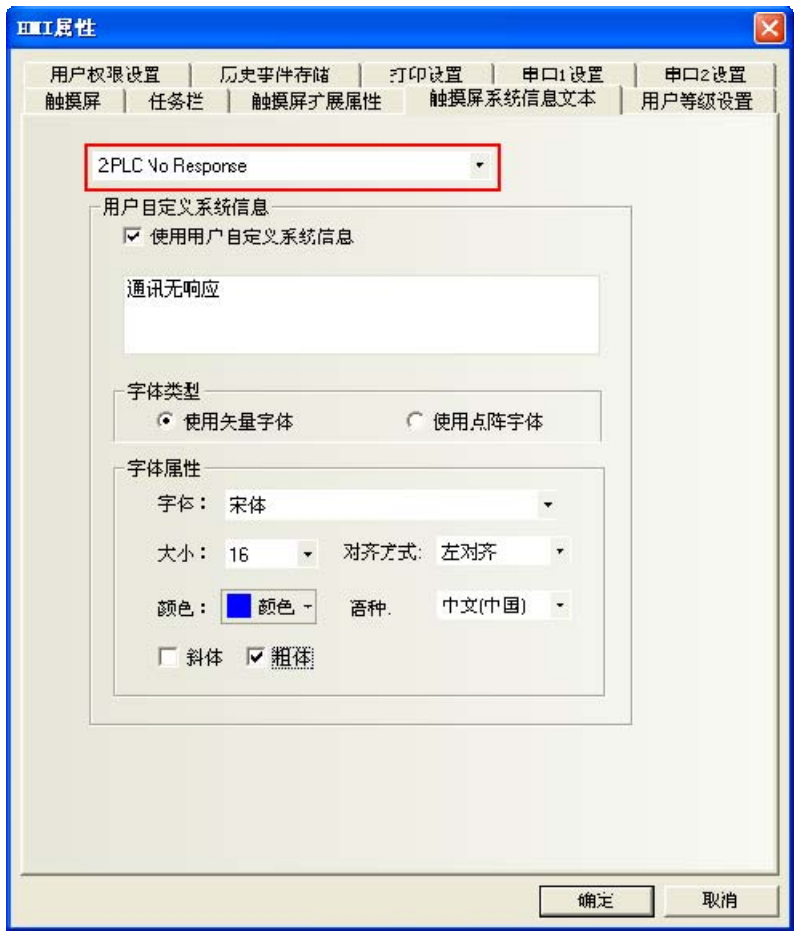 HMI属性
用户权限设置 历史事件存储 打印设置 串口1设置 串口2设置
触摸屏 任务栏 触摸屏扩展属性 触摸屏系统信息文本 用户等级设置
2PLC No Response
用户自定义系统信息
使用用户自定义系统信息
通讯无响应
字体类型
使用矢量字体 使用点阵字体
字体属性
字体： 宋体
大小： 16 对齐方式: 左对齐
颜色： 颜色 语种.
中文(中国)
斜体 粗体
确定 取消